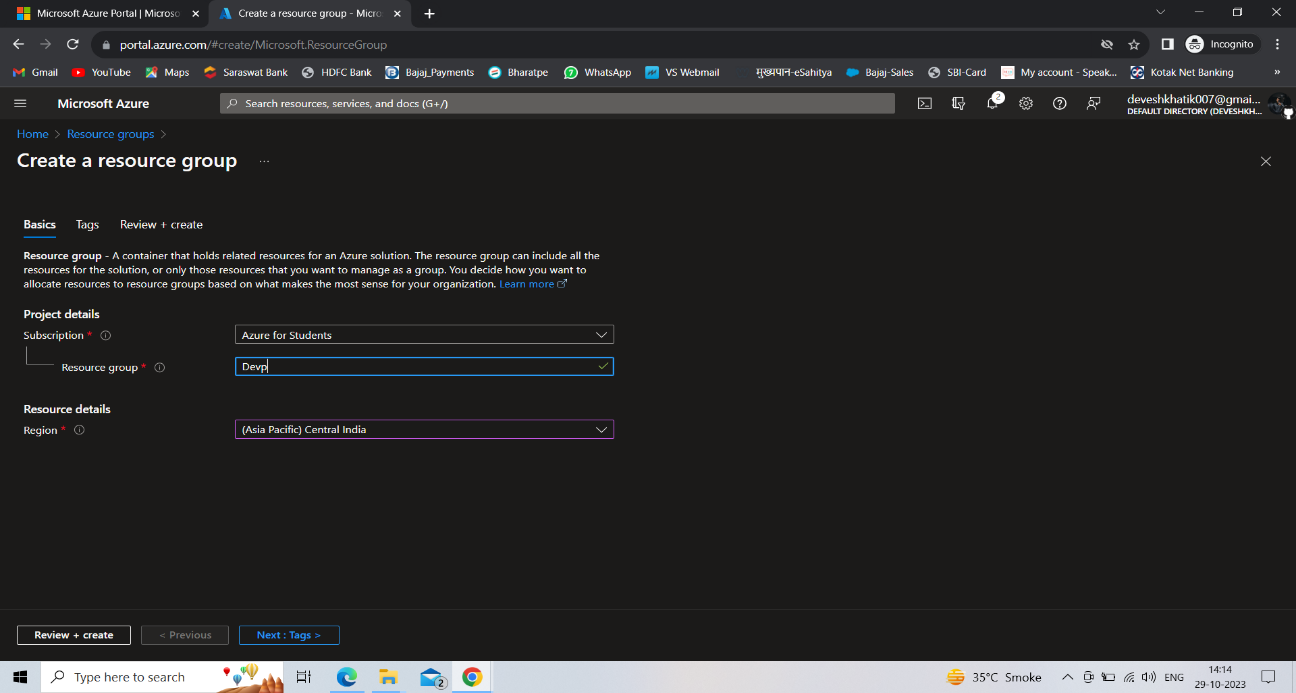 Microsoft Azure Portal | Microso
Create a resource group - Micro
portal.azure.com/#create/Microsoft.ResourceGroup
Incognito
Gmail
YouTube
Maps
Saraswat Bank
HDFC Bank
Bajaj_Payments
Bharatpe
WhatsApp
VS Webmail
मुख्यपान-eSahitya
Bajaj-Sales
SBI-Card
My account - Speak...
Kotak Net Banking
»
Microsoft Azure
Search resources, services, and docs (G+/)
2
deveshkhatik007@gmai...
DEFAULT DIRECTORY (DEVESHKH...
Home > Resource groups >
Create a resource group ...
Basics
Tags
Review + create
Resource group - A container that holds related resources for an Azure solution. The resource group can include all the
resources for the solution, or only those resources that you want to manage as a group. You decide how you want to
allocate resources to resource groups based on what makes the most sense for your organization. Learn more
Project details
Subscription *
Azure for Students
Resource group *
Devp
Resource details
Region *
(Asia Pacific) Central India
Review + create
< Previous
Next : Tags >
Type here to search
2
35°C Smoke
ENG
14:14
29-10-2023